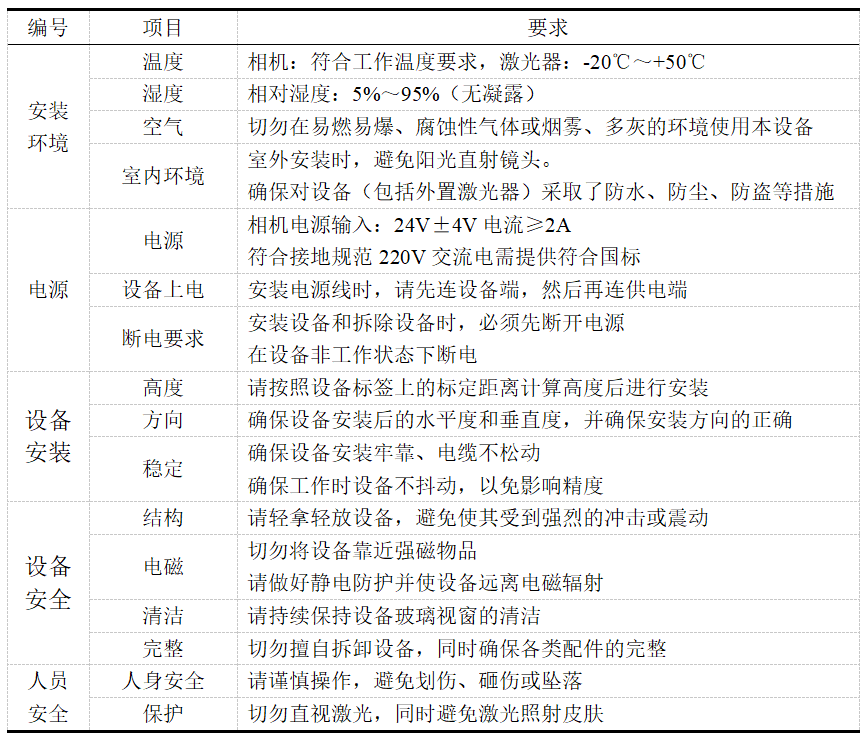 编号 项目 要求
安装环境 温度 相机：符合工作温度要求，激光器：-20℃～+50℃
湿度 相对湿度：5%～95%（无凝露）
空气 切勿在易燃易爆、腐蚀性气体或烟雾、多灰的环境使用本设备
室内环境 室外安装时，避免阳光直射镜头。
确保对设备（包括外置激光器）采取了防水、防尘、防盗等措施
电源 电源 相机电源输入：24V±4V 电流≥2A
符合接地规范 220V 交流电需提供符合国标
设备上电 安装电源线时，请先连设备端，然后再连供电端
断电要求 安装设备和拆除设备时，必须先断开电源
在设备非工作状态下断电
设备安装 高度 请按照设备标签上的标定距离计算高度后进行安装
方向 确保设备安装后的水平度和垂直度，并确保安装方向的正确
稳定 确保设备安装牢靠、电缆不松动
确保工作时设备不抖动，以免影响精度
设备安全 结构 请轻拿轻放设备，避免使其受到强烈的冲击或震动
电磁 切勿将设备靠近强磁物品
请做好静电防护并使设备远离电磁辐射
清洁 请持续保持设备玻璃视窗的清洁
完整 切勿擅自拆卸设备，同时确保各类配件的完整
人员安全 人身安全 请谨慎操作，避免划伤、砸伤或坠落
保护 切勿直视激光，同时避免激光照射皮肤